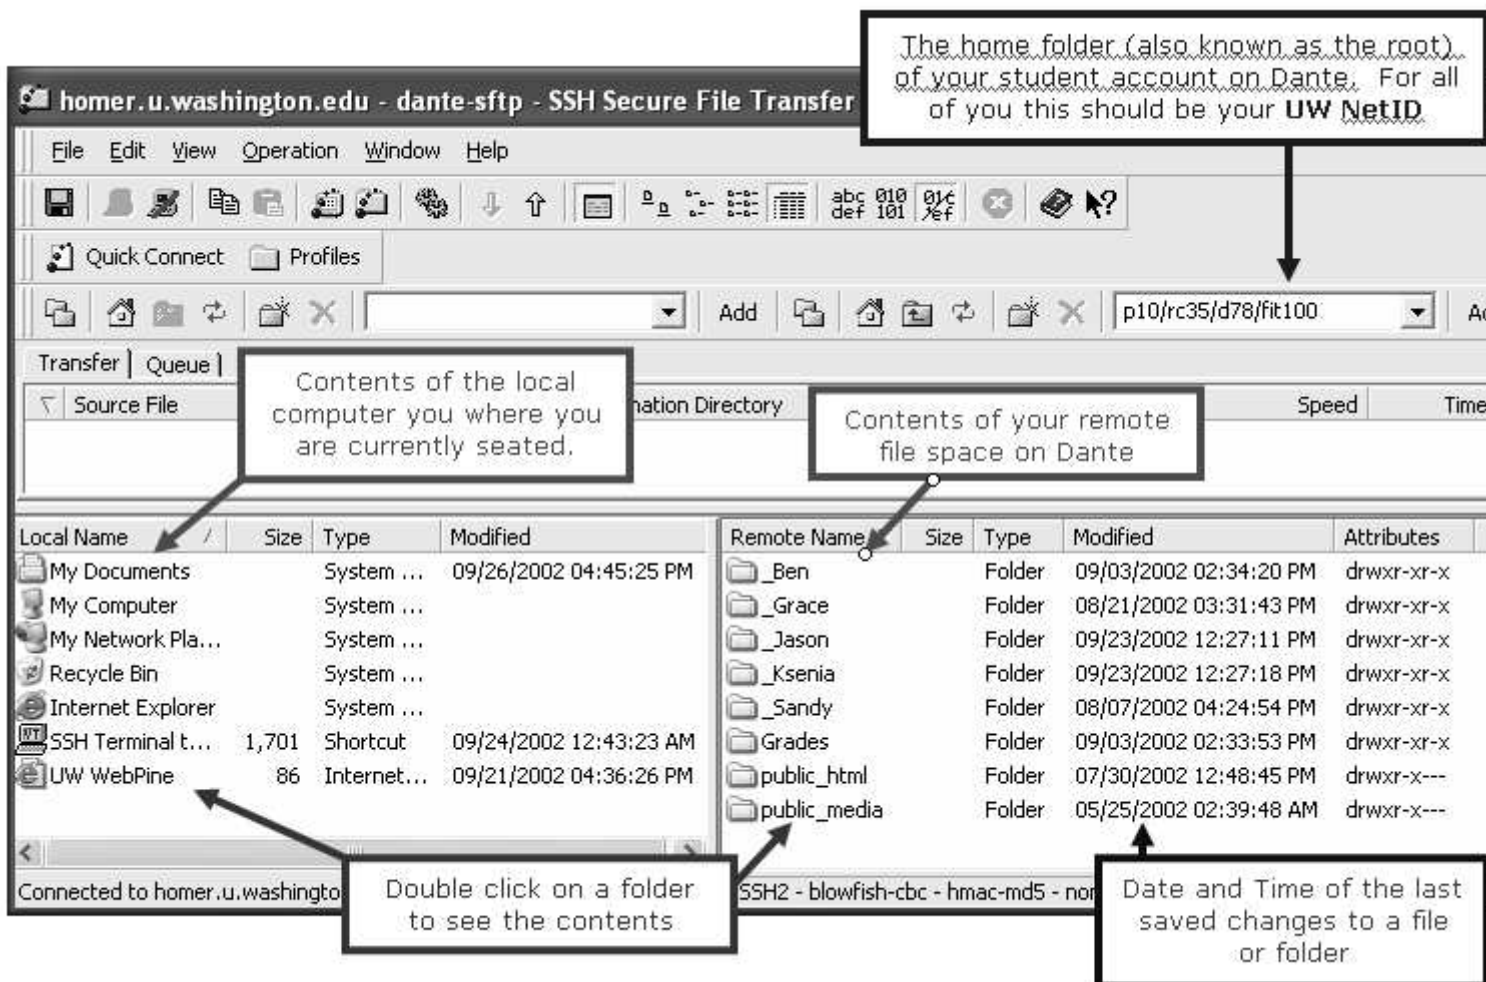 The home folder (also known as the root)
of your student account on Dante. For all
of you this should be your UW NetID
homer.u.washington.edu - dante-sftp - SSH Secure File Transfer
File Edit View Operation Window Help
abc 010
def 101
Quick Connect Profiles
Add p10/rc35/d78/fit100
Transfer Queue
Source File Directory Speed Time
Contents of the local
computer you where you
are currently seated.
Contents of your remote
file space on Dante
Local Name Size Type Modified
My Documents System ... 09/26/2002 04:45:25 PM
My Computer System ...
My Network Pla... System ...
Recycle Bin System ...
Internet Explorer System ...
SSH Terminal t... 1,701 Shortcut 09/24/2002 12:43:23 AM
UW WebPine 86 Internet... 09/21/2002 04:36:26 PM
Remote Name Size Type Modified Attributes
_Ben Folder 09/03/2002 02:34:20 PM drwxr-xr-x
_Grace Folder 08/21/2002 03:31:43 PM drwxr-xr-x
_Jason Folder 09/23/2002 12:27:11 PM drwxr-xr-x
_Ksenia Folder 09/23/2002 12:27:18 PM drwxr-xr-x
_Sandy Folder 08/07/2002 04:24:54 PM drwxr-xr-x
Grades Folder 09/03/2002 02:33:53 PM drwxr-xr-x
public_html Folder 07/30/2002 12:48:45 PM drwxr-x---
public_media Folder 05/25/2002 02:39:48 AM drwxr-x---
Connected to homer.u.washingto
SSH2 - blowfish-cbc - hmac-md5 -
Double click on a folder
to see the contents
Date and Time of the last
saved changes to a file
or folder